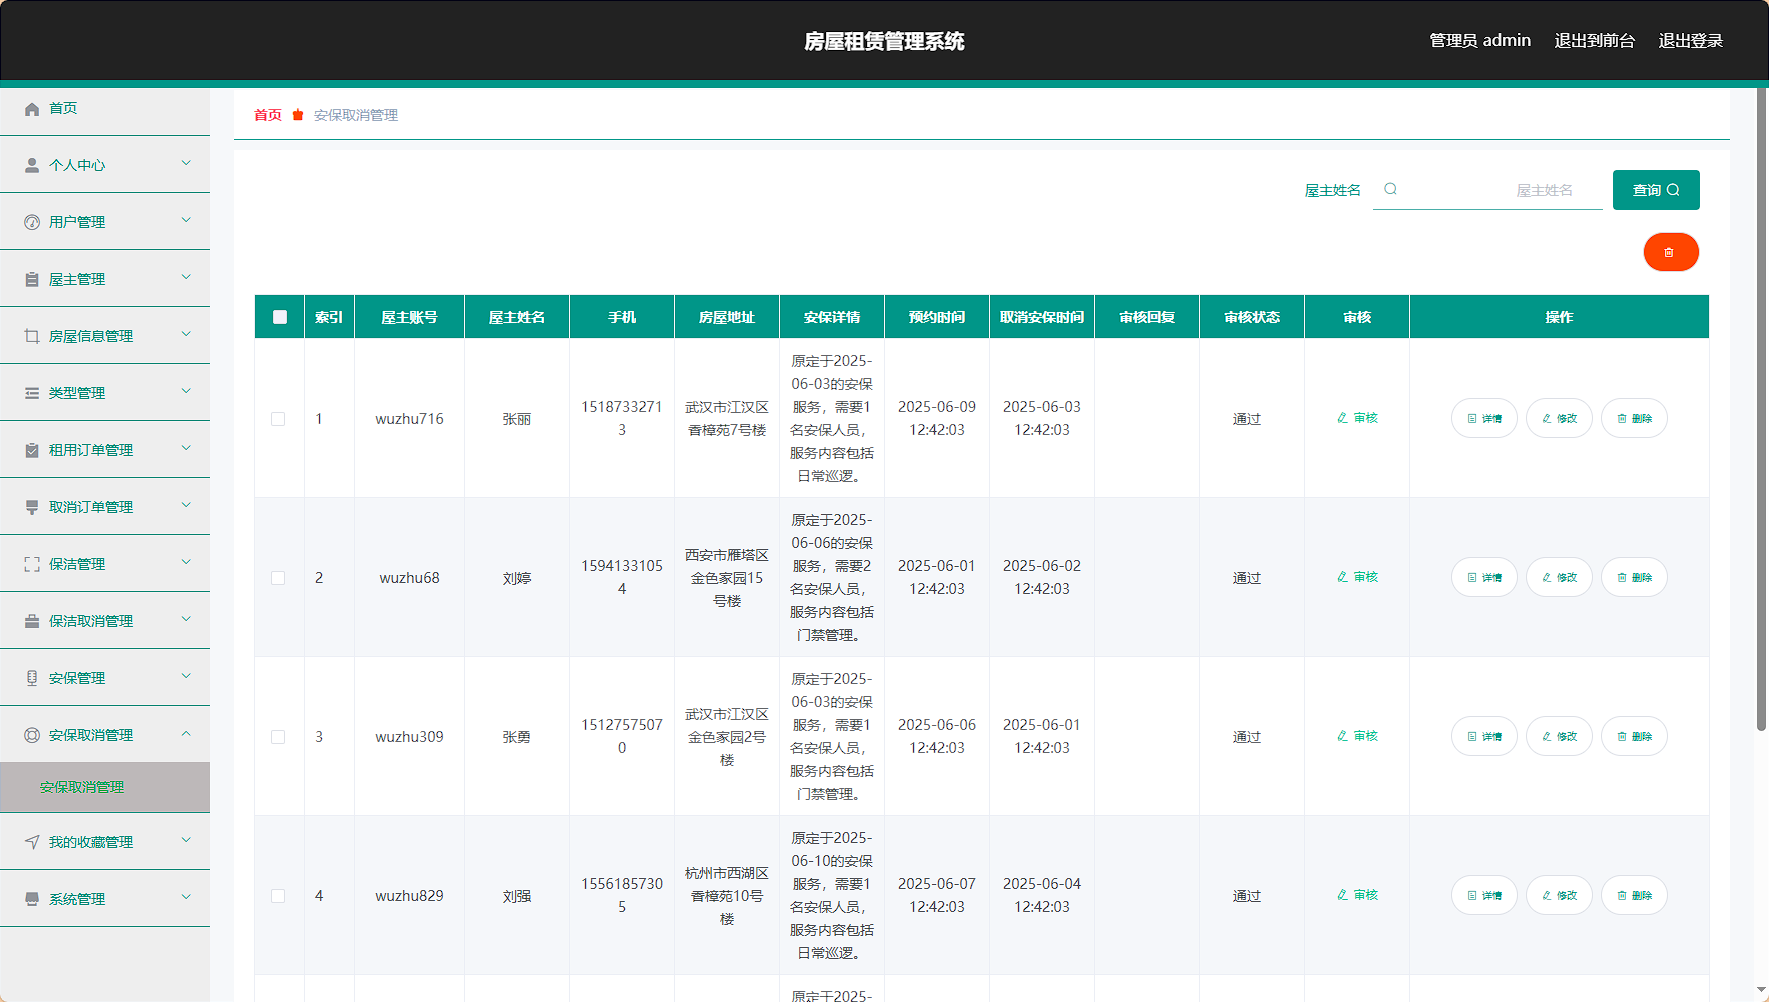 房屋租赁管理系统
管理员 admin 退出到前台 退出登录
首页
个人中心
用户管理
屋主管理
房屋信息管理
类型管理
租用订单管理
取消订单管理
保洁管理
保洁取消管理
安保管理
安保取消管理
安保取消管理
我的收藏管理
系统管理
首页 安保取消管理
屋主姓名 屋主姓名 查询
索引 屋主账号 屋主姓名 手机 房屋地址 安保详情 预约时间 取消安保时间 审核回复 审核状态 审核 操作
1 wuzhu716 张丽
1518733271
3
武汉市江汉区
香樟苑7号楼
原定于2025-
06-03的安保
服务，需要1
名安保人员，
服务内容包括
日常巡逻。
2025-06-09
12:42:03
2025-06-03
12:42:03
通过 审核 详情 修改 删除
2 wuzhu68 刘婷
1594133105
4
西安市雁塔区
金色家园15
号楼
原定于2025-
06-06的安保
服务，需要2
名安保人员，
服务内容包括
门禁管理。
2025-06-01
12:42:03
2025-06-02
12:42:03
通过 审核 详情 修改 删除
3 wuzhu309 张勇
1512757507
0
武汉市江汉区
金色家园2号
楼
原定于2025-
06-03的安保
服务，需要1
名安保人员，
服务内容包括
门禁管理。
2025-06-06
12:42:03
2025-06-01
12:42:03
通过 审核 详情 修改 删除
4 wuzhu829 刘强
1556185730
5
杭州市西湖区
香樟苑10号
楼
原定于2025-
06-10的安保
服务，需要1
名安保人员，
服务内容包括
日常巡逻。
2025-06-07
12:42:03
2025-06-04
12:42:03
通过 审核 详情 修改 删除
原定于2025-